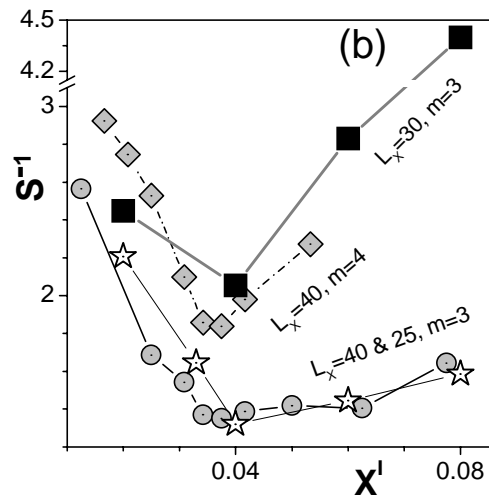 4.5
(b)
4.2
3
L_x=30, m=3
S^-1
L_x=40, m=4
2
L_x=40 & 25, m=3
0.04
0.08
X^I